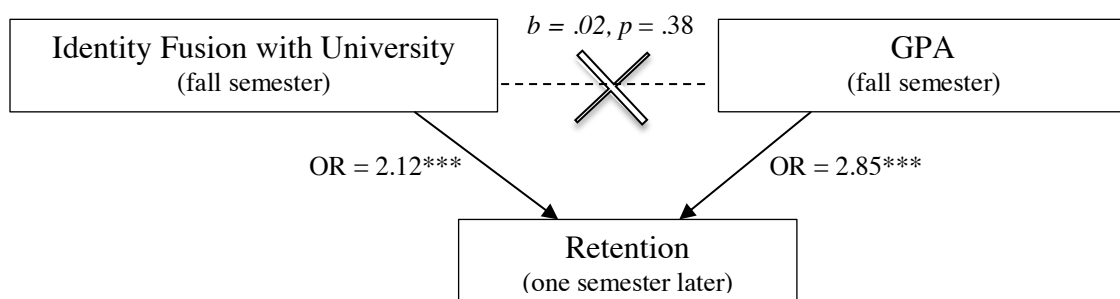 b = .02, p = .38
Identity Fusion with University
(fall semester)
GPA
(fall semester)
OR = 2.12***
OR = 2.85***
Retention
(one semester later)